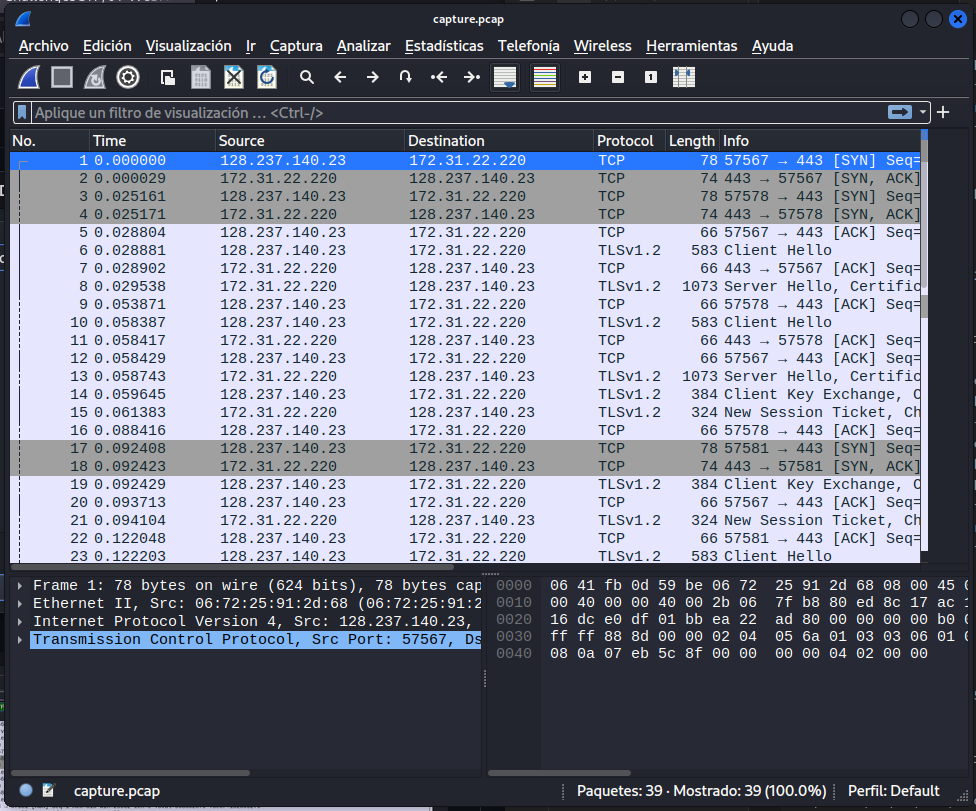 capture.pcap
Archivo Edición Visualización Ir Captura Analizar Estadísticas Telefonía Wireless Herramientas Ayuda
Aplique un filtro de visualización … <Ctrl-/>
No. Time Source Destination Protocol Length Info
1 0.000000 128.237.140.23 172.31.22.220 TCP 78 57567 → 443 [SYN] Seq=
2 0.000029 172.31.22.220 128.237.140.23 TCP 74 443 → 57567 [SYN, ACK]
3 0.025161 128.237.140.23 172.31.22.220 TCP 78 57578 → 443 [SYN] Seq=
4 0.025171 172.31.22.220 128.237.140.23 TCP 74 443 → 57578 [SYN, ACK]
5 0.028804 128.237.140.23 172.31.22.220 TCP 66 57567 → 443 [ACK] Seq=
6 0.028881 128.237.140.23 172.31.22.220 TLSv1.2 583 Client Hello
7 0.028902 172.31.22.220 128.237.140.23 TCP 66 443 → 57567 [ACK] Seq=
8 0.029538 172.31.22.220 128.237.140.23 TLSv1.2 1073 Server Hello, Certific
9 0.053871 128.237.140.23 172.31.22.220 TCP 66 57578 → 443 [ACK] Seq=
10 0.058387 128.237.140.23 172.31.22.220 TLSv1.2 583 Client Hello
11 0.058417 172.31.22.220 128.237.140.23 TCP 66 443 → 57578 [ACK] Seq=
12 0.058429 128.237.140.23 172.31.22.220 TCP 66 57567 → 443 [ACK] Seq=
13 0.058743 172.31.22.220 128.237.140.23 TLSv1.2 1073 Server Hello, Certific
14 0.059645 128.237.140.23 172.31.22.220 TLSv1.2 384 Client Key Exchange, C
15 0.061383 172.31.22.220 128.237.140.23 TLSv1.2 324 New Session Ticket, Ch
16 0.088416 128.237.140.23 172.31.22.220 TCP 66 57578 → 443 [ACK] Seq=
17 0.092408 128.237.140.23 172.31.22.220 TCP 78 57581 → 443 [SYN] Seq=
18 0.092423 172.31.22.220 128.237.140.23 TCP 74 443 → 57581 [SYN, ACK]
19 0.092429 128.237.140.23 172.31.22.220 TLSv1.2 384 Client Key Exchange, C
20 0.093713 128.237.140.23 172.31.22.220 TCP 66 57567 → 443 [ACK] Seq=
21 0.094104 172.31.22.220 128.237.140.23 TLSv1.2 324 New Session Ticket, Ch
22 0.122048 128.237.140.23 172.31.22.220 TCP 66 57581 → 443 [ACK] Seq=
23 0.122203 128.237.140.23 172.31.22.220 TLSv1.2 583 Client Hello
Frame 1: 78 bytes on wire (624 bits), 78 bytes cap
Ethernet II, Src: 06:72:25:91:2d:68 (06:72:25:91:2
Internet Protocol Version 4, Src: 128.237.140.23,
Transmission Control Protocol, Src Port: 57567, Ds
0000 06 41 fb 0d 59 be 06 72 25 91 2d 68 08 00 45
0010 00 40 00 00 40 00 2b 06 7f b8 80 ed 8c 17 ac
0020 16 dc e0 df 01 bb ea 22 ad 80 00 00 00 00 b0
0030 ff ff 88 8d 00 00 02 04 05 6a 01 03 03 06 01
0040 08 0a 07 eb 5c 8f 00 00 00 00 04 02 00 00
capture.pcap Paquetes: 39 · Mostrado: 39 (100.0%) Perfil: Default